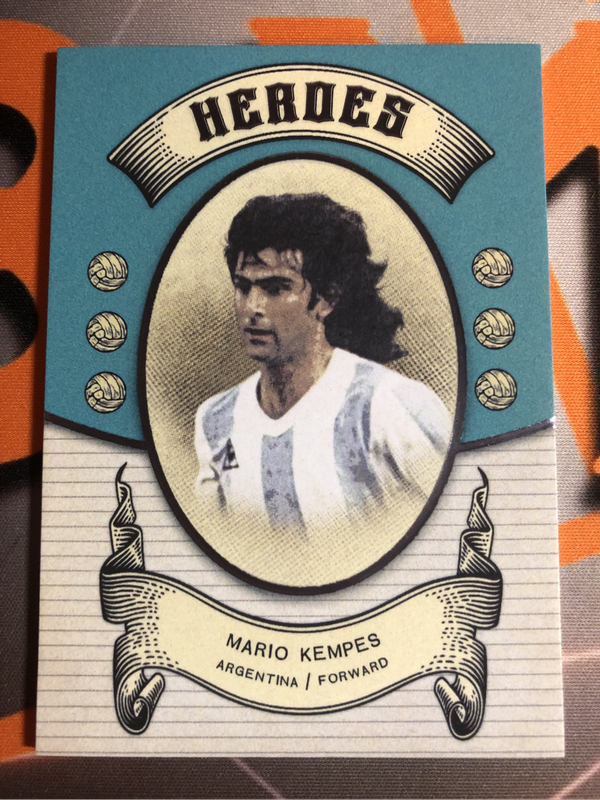 HEROES
MARIO KEMPES
ARGENTINA / FORWARD